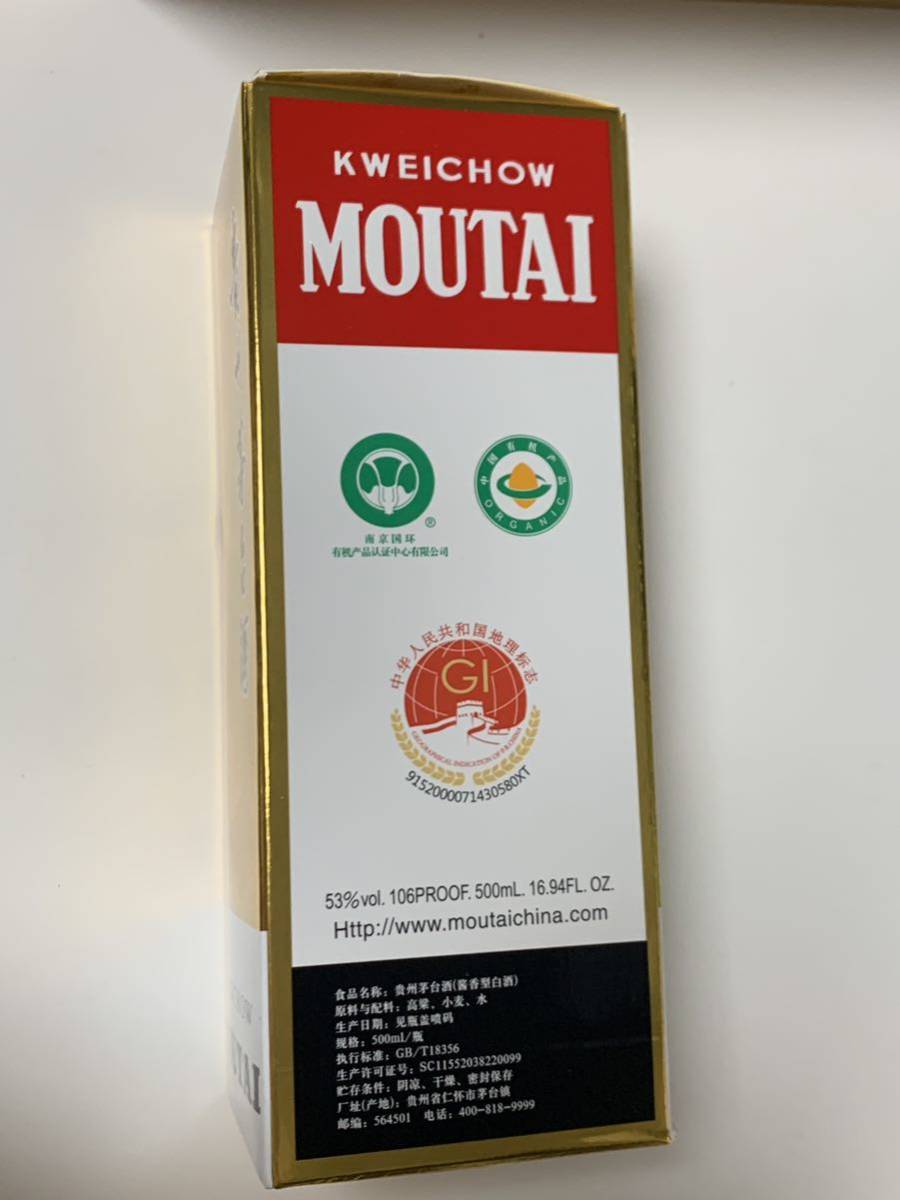 KWEICHOW
MOUTAI
南京国环
有机产品认证中心有限公司
®
中国有机产品
ORGANIC
中华人民共和国地理标志
GI
GEOGRAPHICAL INDICATION OF P.R.CHINA
9152000071430580XT
53%vol. 106PROOF. 500mL. 16.94FL. OZ.
Http://www.moutaichina.com
食品名称：贵州茅台酒(酱香型白酒)
原料与配料：高粱、小麦、水
生产日期：见瓶盖喷码
规格：500ml/瓶
执行标准：GB/T18356
生产许可证号：SC11552038220099
贮存条件：阴凉、干燥、密封保存
厂址(产地)：贵州省仁怀市茅台镇
邮编：564501 电话：400-818-9999